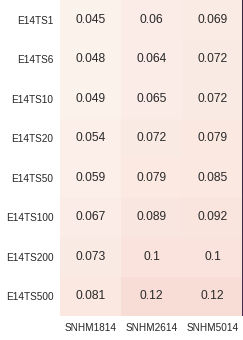 E14TS1 0.045 0.06 0.069
E14TS6 0.048 0.064 0.072
E14TS10 0.049 0.065 0.072
E14TS20 0.054 0.072 0.079
E14TS50 0.059 0.079 0.085
E14TS100 0.067 0.089 0.092
E14TS200 0.073 0.1 0.1
E14TS500 0.081 0.12 0.12
SNHM1814 SNHM2614 SNHM5014